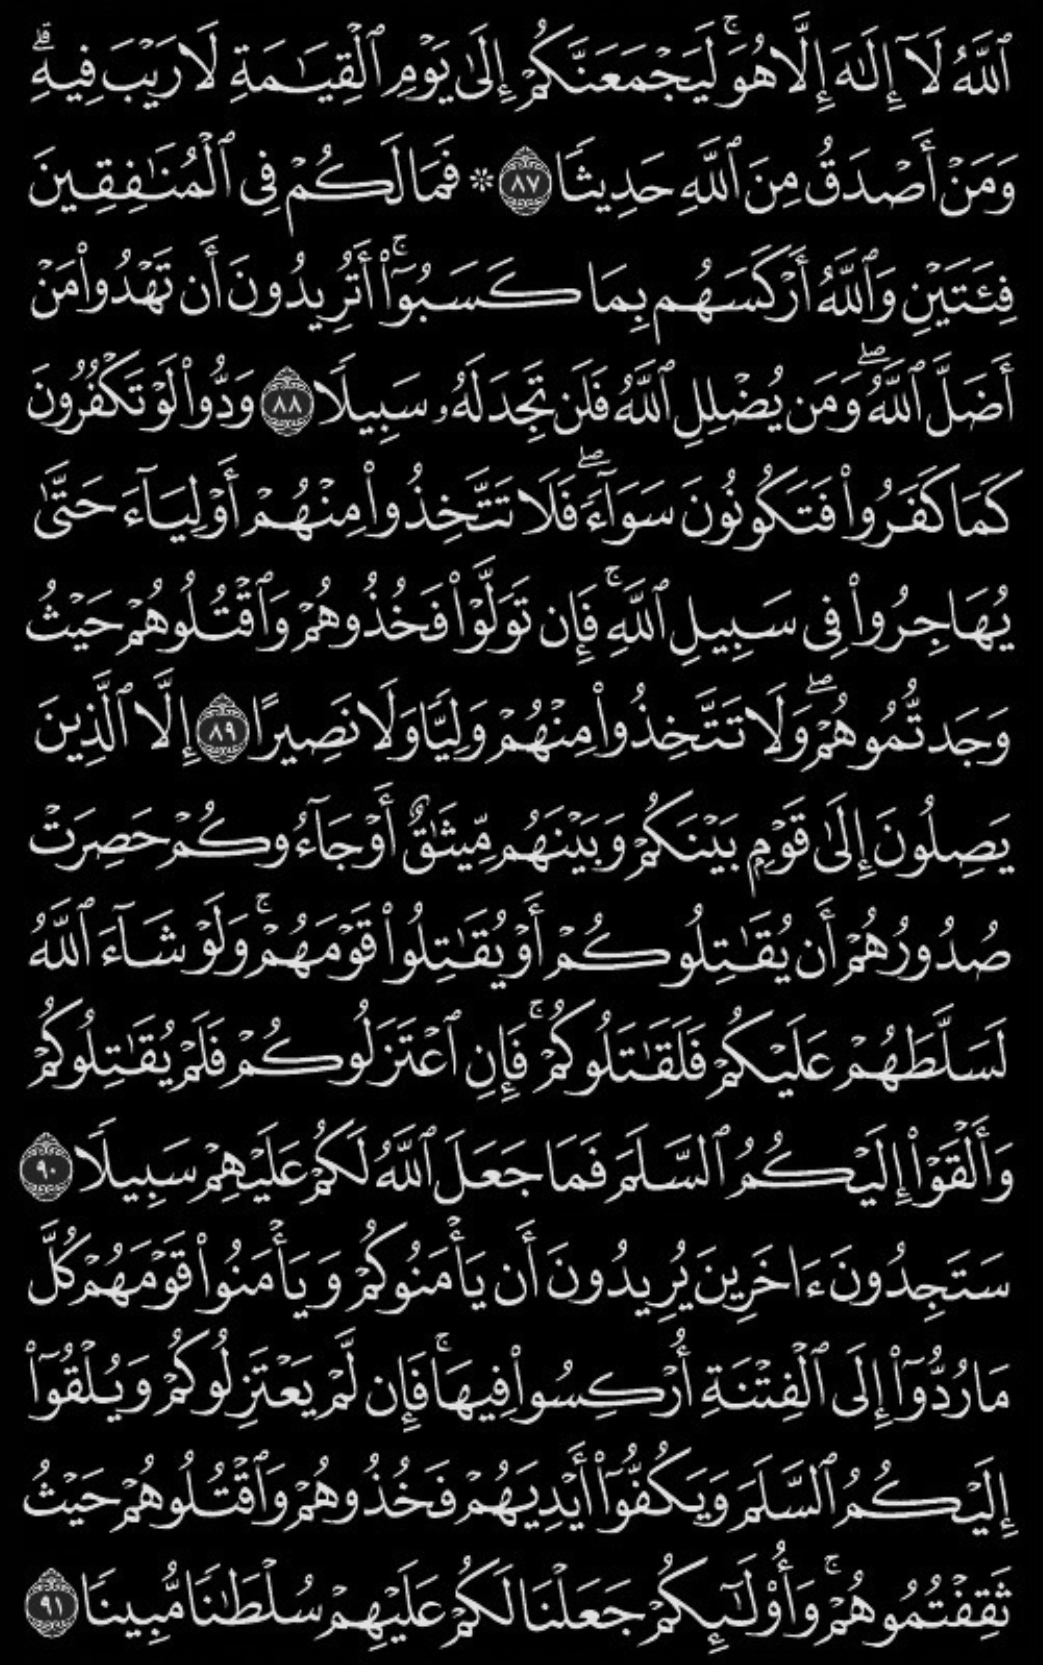 ٱللَّهُ لَآ إِلَٰهَ إِلَّا هُوَۚ لَيَجْمَعَنَّكُمْ إِلَىٰ يَوْمِ ٱلْقِيَٰمَةِ لَا رَيْبَ فِيهِۗ
وَمَنْ أَصْدَقُ مِنَ ٱللَّهِ حَدِيثًا ٨٧ ۞ فَمَا لَكُمْ فِى ٱلْمُنَٰفِقِينَ
فِئَتَيْنِ وَٱللَّهُ أَرْكَسَهُم بِمَا كَسَبُوٓا۟ۚ أَتُرِيدُونَ أَن تَهْدُوا۟ مَنْ
أَضَلَّ ٱللَّهُۖ وَمَن يُضْلِلِ ٱللَّهُ فَلَن تَجِدَ لَهُۥ سَبِيلًا ٨٨ وَدُّوا۟ لَوْ تَكْفُرُونَ
كَمَا كَفَرُوا۟ فَتَكُونُونَ سَوَآءًۖ فَلَا تَتَّخِذُوا۟ مِنْهُمْ أَوْلِيَآءَ حَتَّىٰ
يُهَاجِرُوا۟ فِى سَبِيلِ ٱللَّهِۚ فَإِن تَوَلَّوْا۟ فَخُذُوهُمْ وَٱقْتُلُوهُمْ حَيْثُ
وَجَدتُّمُوهُمْۖ وَلَا تَتَّخِذُوا۟ مِنْهُمْ وَلِيًّا وَلَا نَصِيرًا ٨٩ إِلَّا ٱلَّذِينَ
يَصِلُونَ إِلَىٰ قَوْمٍۭ بَيْنَكُمْ وَبَيْنَهُم مِّيثَٰقٌ أَوْ جَآءُوكُمْ حَصِرَتْ
صُدُورُهُمْ أَن يُقَٰتِلُوكُمْ أَوْ يُقَٰتِلُوا۟ قَوْمَهُمْۚ وَلَوْ شَآءَ ٱللَّهُ
لَسَلَّطَهُمْ عَلَيْكُمْ فَلَقَٰتَلُوكُمْۚ فَإِنِ ٱعْتَزَلُوكُمْ فَلَمْ يُقَٰتِلُوكُمْ
وَأَلْقَوْا۟ إِلَيْكُمُ ٱلسَّلَمَ فَمَا جَعَلَ ٱللَّهُ لَكُمْ عَلَيْهِمْ سَبِيلًا ٩٠
سَتَجِدُونَ ءَاخَرِينَ يُرِيدُونَ أَن يَأْمَنُوكُمْ وَيَأْمَنُوا۟ قَوْمَهُمْ كُلَّ
مَا رُدُّوٓا۟ إِلَى ٱلْفِتْنَةِ أُرْكِسُوا۟ فِيهَاۚ فَإِن لَّمْ يَعْتَزِلُوكُمْ وَيُلْقُوٓا۟
إِلَيْكُمُ ٱلسَّلَمَ وَيَكُفُّوٓا۟ أَيْدِيَهُمْ فَخُذُوهُمْ وَٱقْتُلُوهُمْ حَيْثُ
ثَقِفْتُمُوهُمْۚ وَأُو۟لَٰٓئِكُمْ جَعَلْنَا لَكُمْ عَلَيْهِمْ سُلْطَٰنًا مُّبِينًا ٩١